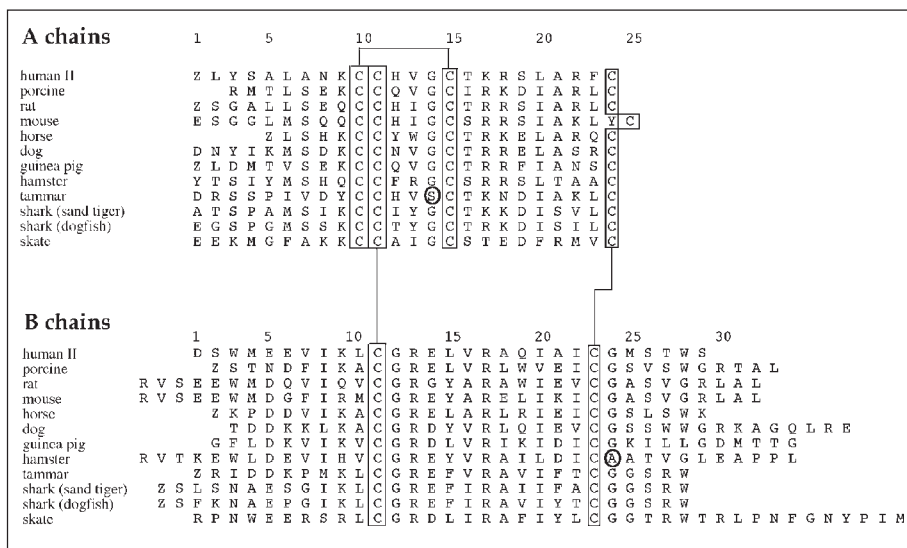 A chains 1 5 10 15 20 25
human II Z L Y S A L A N K C C H V G C T K R S L A R F C
porcine R M T L S E K C C Q V G C I R K D I A R L C
rat Z S G A L L S E Q C C H I G C T R R S I A R L C
mouse E S G G L M S Q Q C C H I G C S R R S I A K L Y C
horse Z L S H K C C Y W G C T R K E L A R Q C
dog D N Y I K M S D K C C N V G C T R R E L A S R C
guinea pig Z L D M T V S E K C C Q V G C T R R F I A N S C
hamster Y T S I Y M S H Q C C F R G C S R R S L T A A C
tammar D R S S P I V D Y C C H V S C T K N D I A K L C
shark (sand tiger) A T S P A M S I K C C I Y G C T K K D I S V L C
shark (dogfish) E G S P G M S S K C C T Y G C T R K D I S I L C
skate E E K M G F A K K C C A I G C S T E D F R M V C
B chains
1 5 10 15 20 25 30
human II D S W M E E V I K L C G R E L V R A Q I A I C G M S T W S
porcine Z S T N D F I K A C G R E L V R L W V E I C G S V S W G R T A L
rat R V S E E W M D Q V I Q V C G R G Y A R A W I E V C G A S V G R L A L
mouse R V S E E W M D G F I R M C G R E Y A R E L I K I C G A S V G R L A L
horse Z K P D D V I K A C G R E L A R L R I E I C G S L S W K
dog T D D K K L K A C G R D Y V R L Q I E V C G S S W W G R K A G Q L R E
guinea pig G F L D K V I K V C G R D L V R I K I D I C G K I L L G D M T T G
hamster R V T K E W L D E V I H V C G R E Y V R A I L D I C A A T V G L E A P P L
tammar Z R I D D K P M K L C G R E F V R A V I F T C G G S R W
shark (sand tiger) Z S L S N A E S G I K L C G R E F I R A I I F A C G G S R W
shark (dogfish) Z S F K N A E P G I K L C G R E F I R A V I Y T C G G S R W
skate R P N W E E R S R L C G R D L I R A F I Y L C G G T R W T R L P N F G N Y P I M